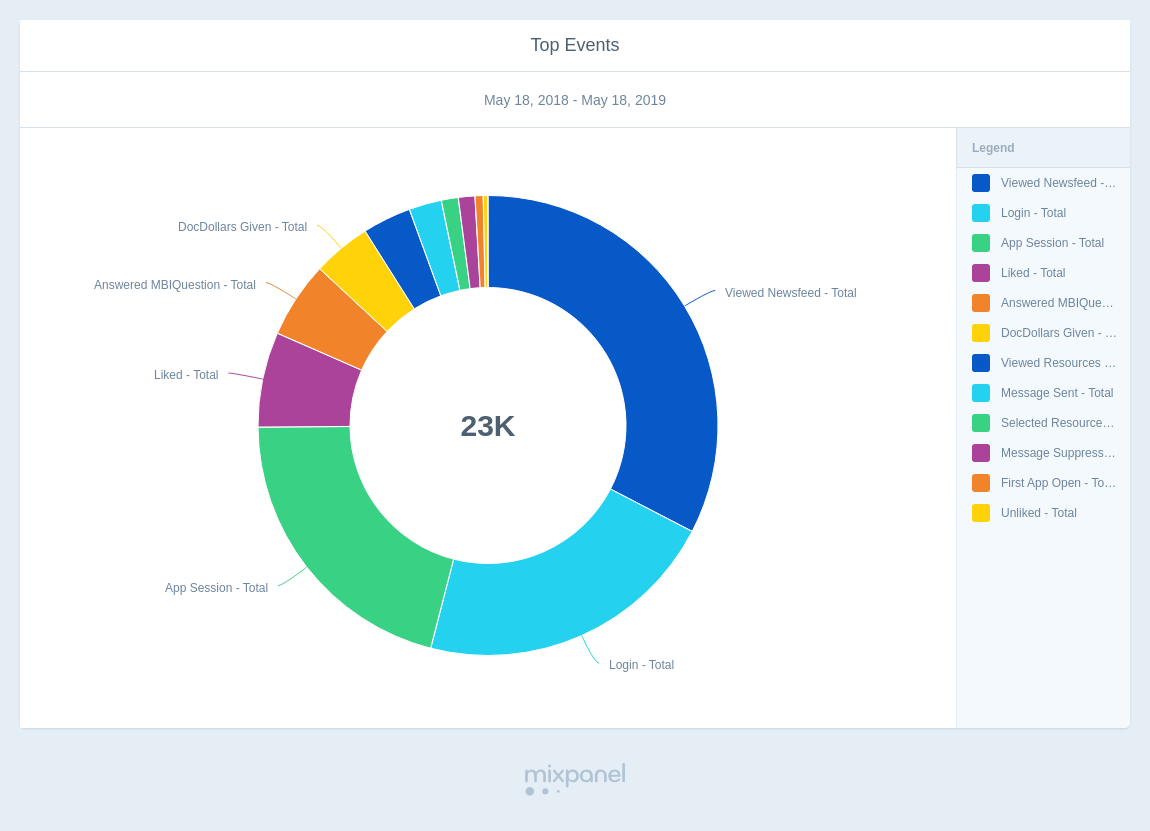 Top Events
May 18, 2018 - May 18, 2019
Legend
Viewed Newsfeed -...
Login - Total
App Session - Total
Liked - Total
Answered MBIQue...
DocDollars Given - ...
Viewed Resources ...
Message Sent - Total
Selected Resource...
Message Suppress...
First App Open - To...
Unliked - Total
DocDollars Given - Total
Answered MBIQuestion - Total
Viewed Newsfeed - Total
Liked - Total
23K
App Session - Total
Login - Total
mixpanel